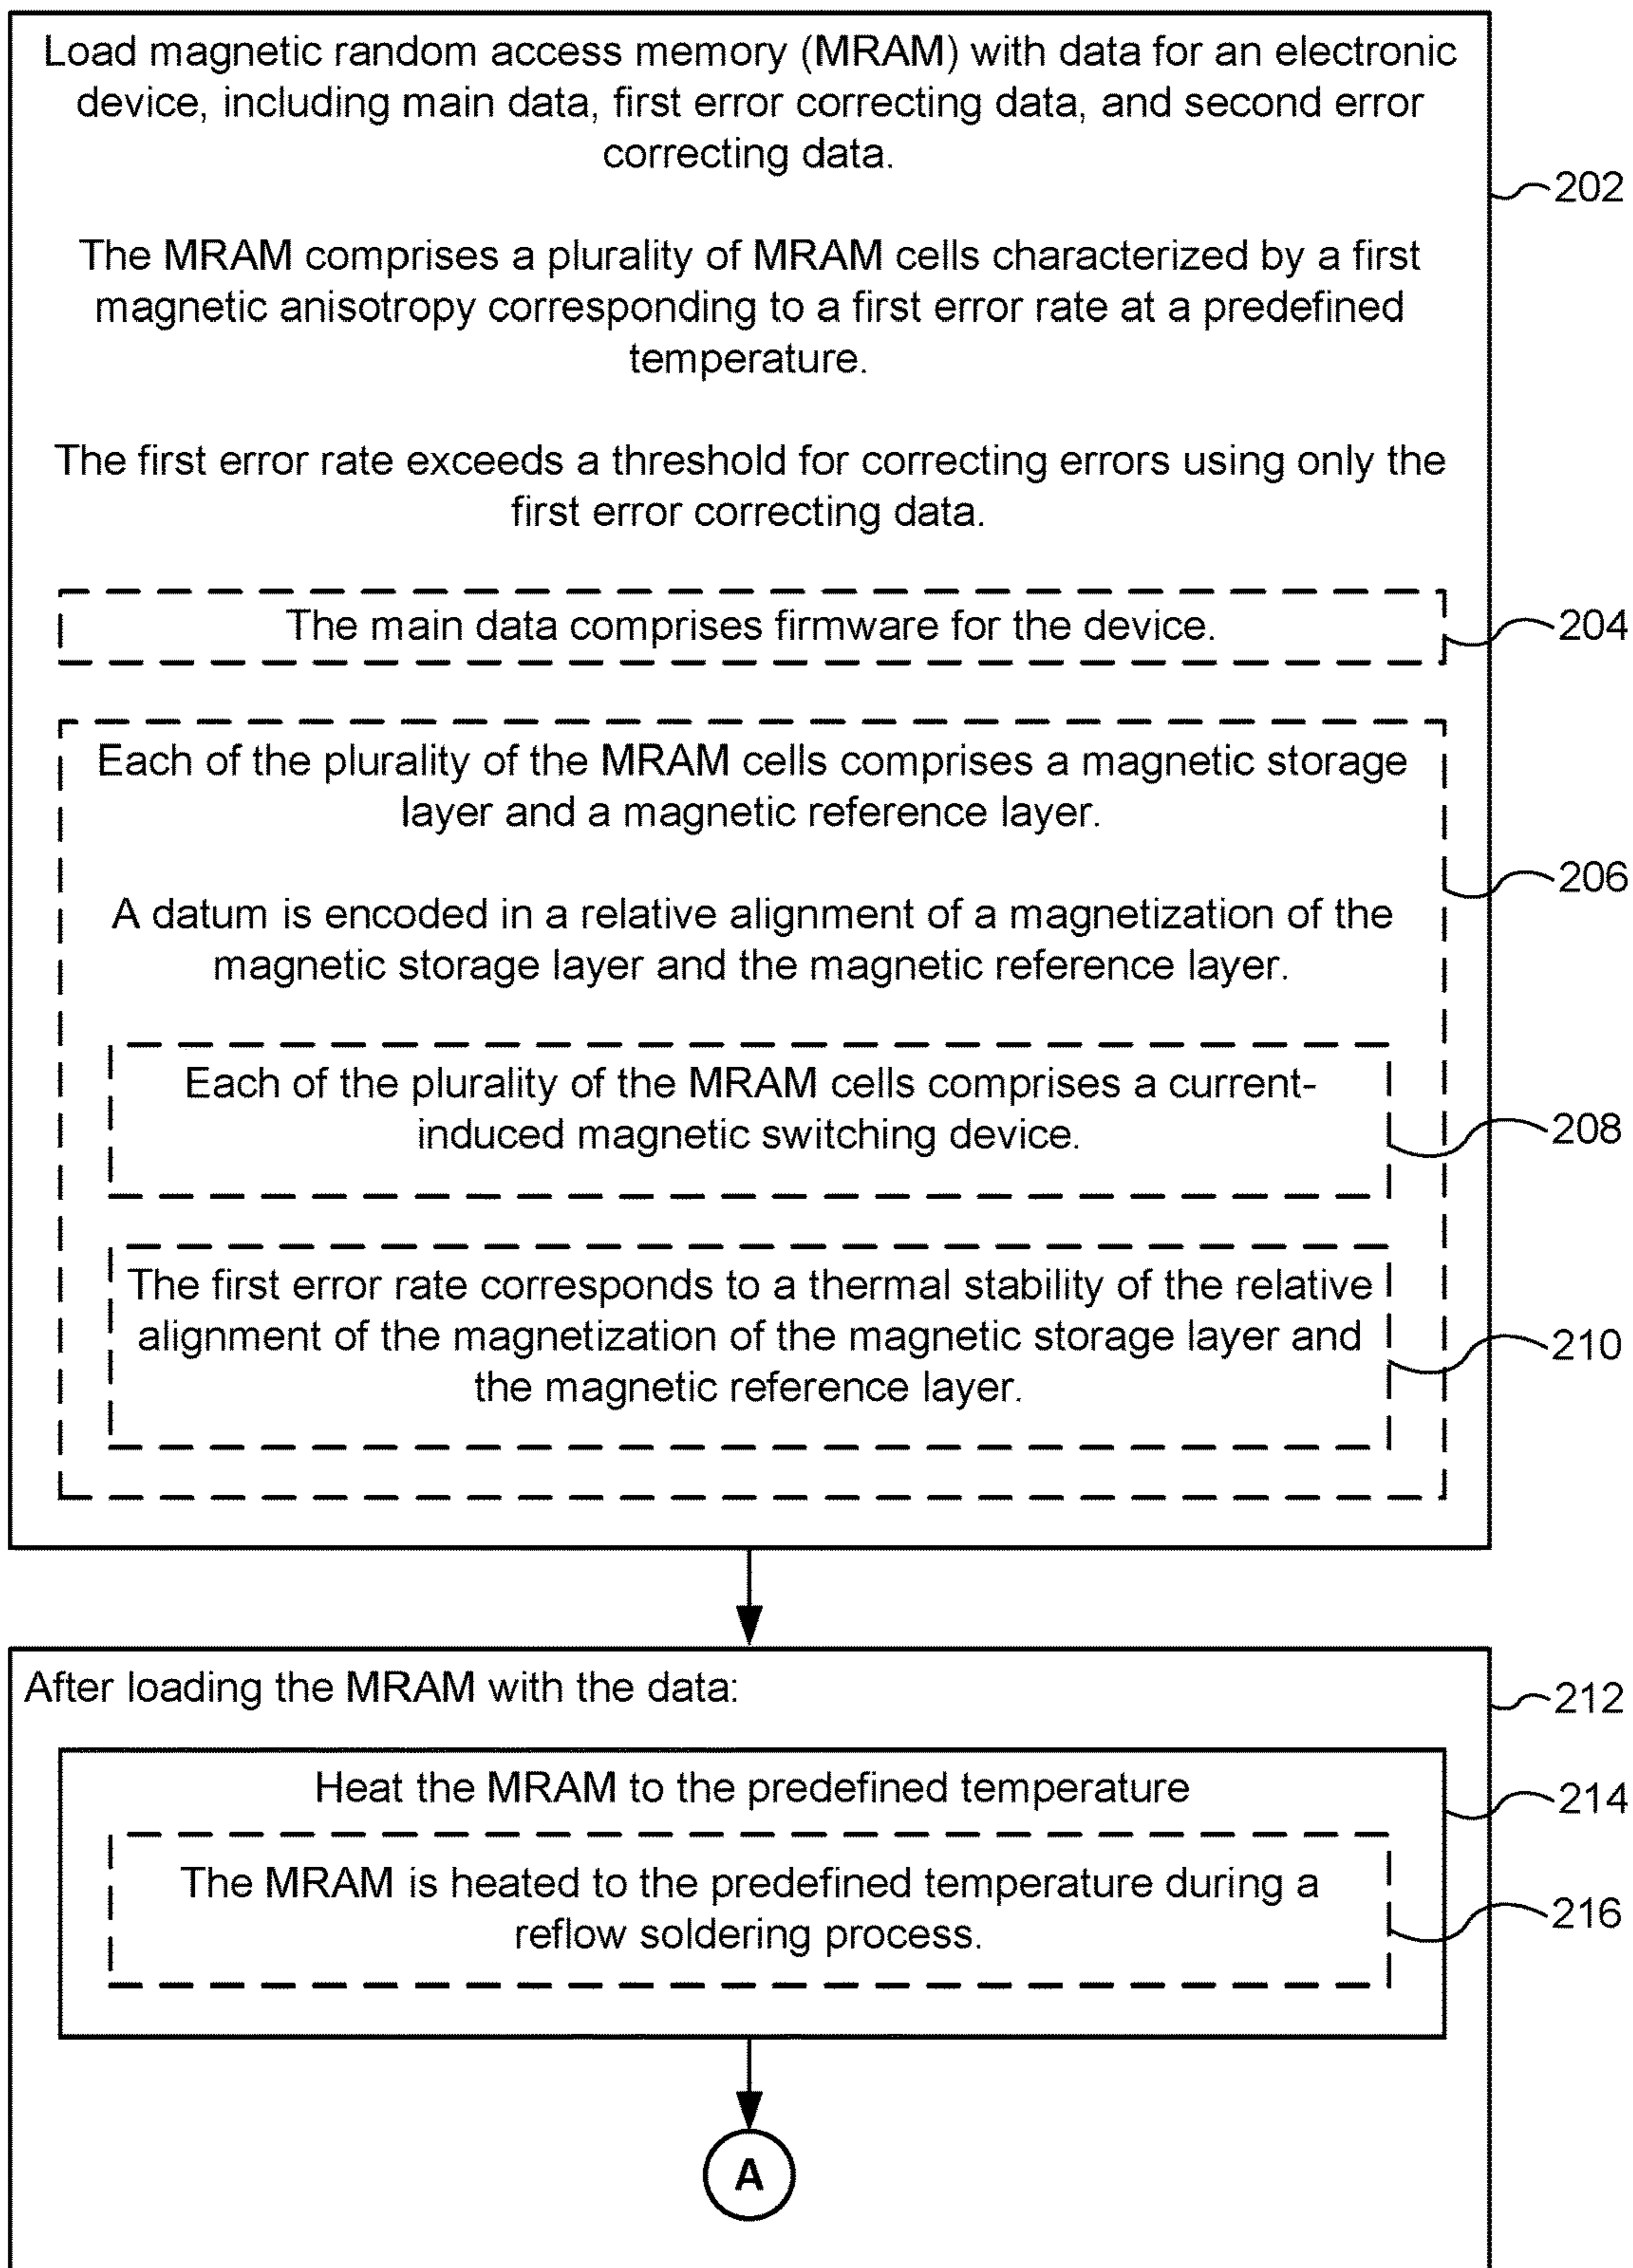 Load magnetic random access memory (MRAM) with data for an electronic
device, including main data, first error correcting data, and second error
correcting data.
202
The MRAM comprises a plurality of MRAM cells characterized by a first
magnetic anisotropy corresponding to a first error rate at a predefined
temperature.
The first error rate exceeds a threshold for correcting errors using only the
first error correcting data.
The main data comprises firmware for the device.
204
Each of the plurality of the MRAM cells comprises a magnetic storage
layer and a magnetic reference layer.
206
A datum is encoded in a relative alignment of a magnetization of the
magnetic storage layer and the magnetic reference layer.
Each of the plurality of the MRAM cells comprises a current-
induced magnetic switching device.
208
The first error rate corresponds to a thermal stability of the relative
alignment of the magnetization of the magnetic storage layer and
the magnetic reference layer.
210
After loading the MRAM with the data:
212
Heat the MRAM to the predefined temperature
214
The MRAM is heated to the predefined temperature during a
reflow soldering process.
216
A